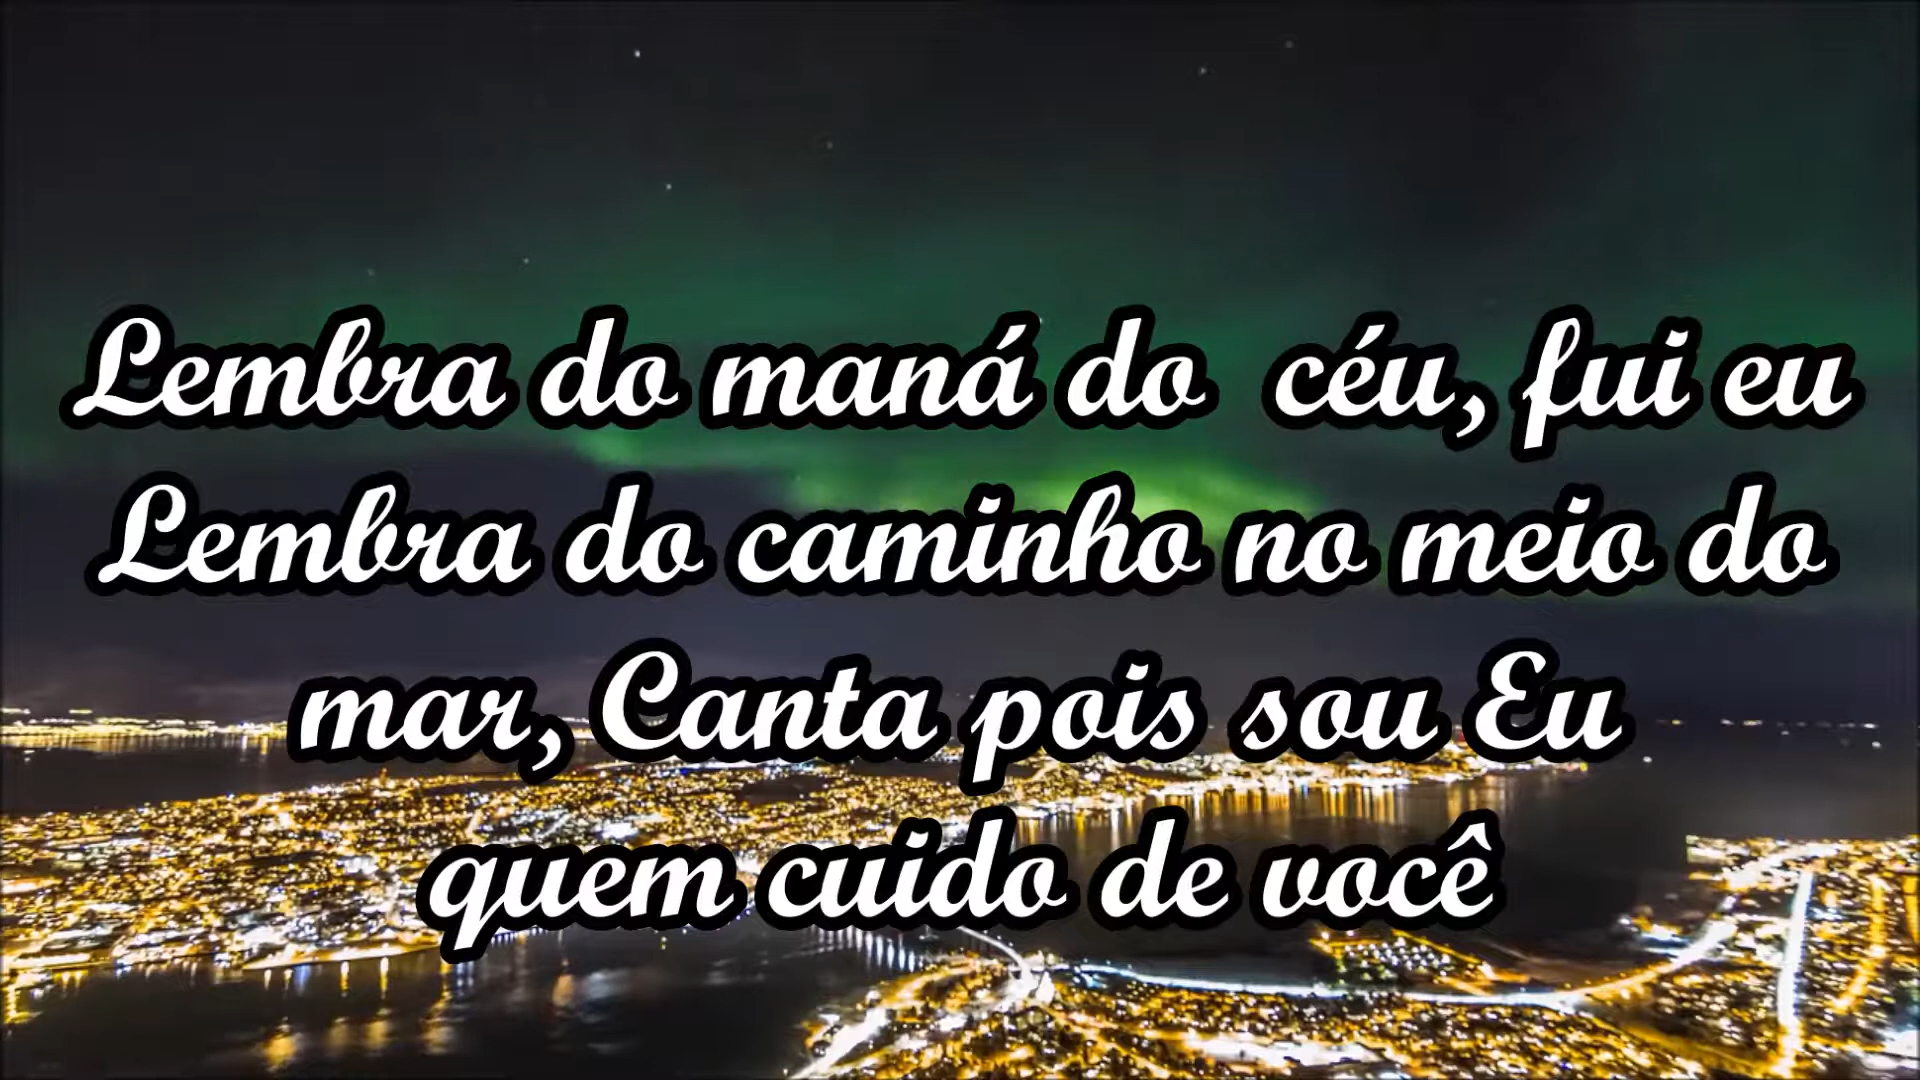 Lembra do maná do  céu, fui eu
Lembra do caminho no meio do
mar, Canta pois sou Eu
quem cuido de você